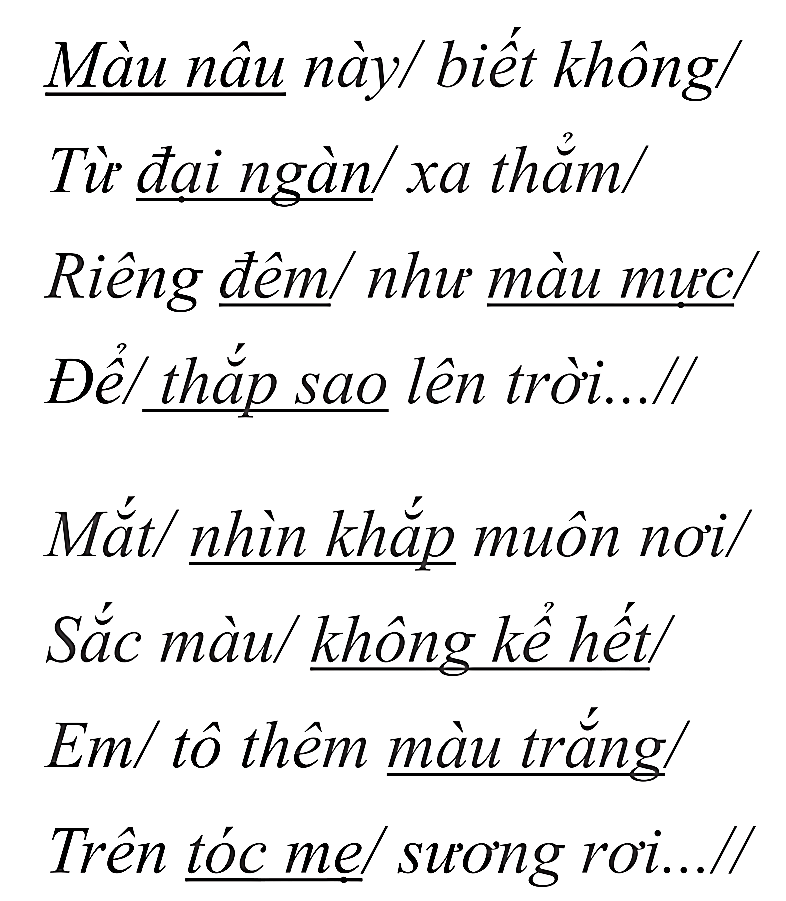 Màu nâu này/ biết không/
Từ đại ngàn/ xa thẳm/
Riêng đêm/ như màu mực/
Để/ thắp sao lên trời...//
Mắt/ nhìn khắp muôn nơi/
Sắc màu/ không kể hết/
Em/ tô thêm màu trắng/
Trên tóc mẹ/ sương rơi...//